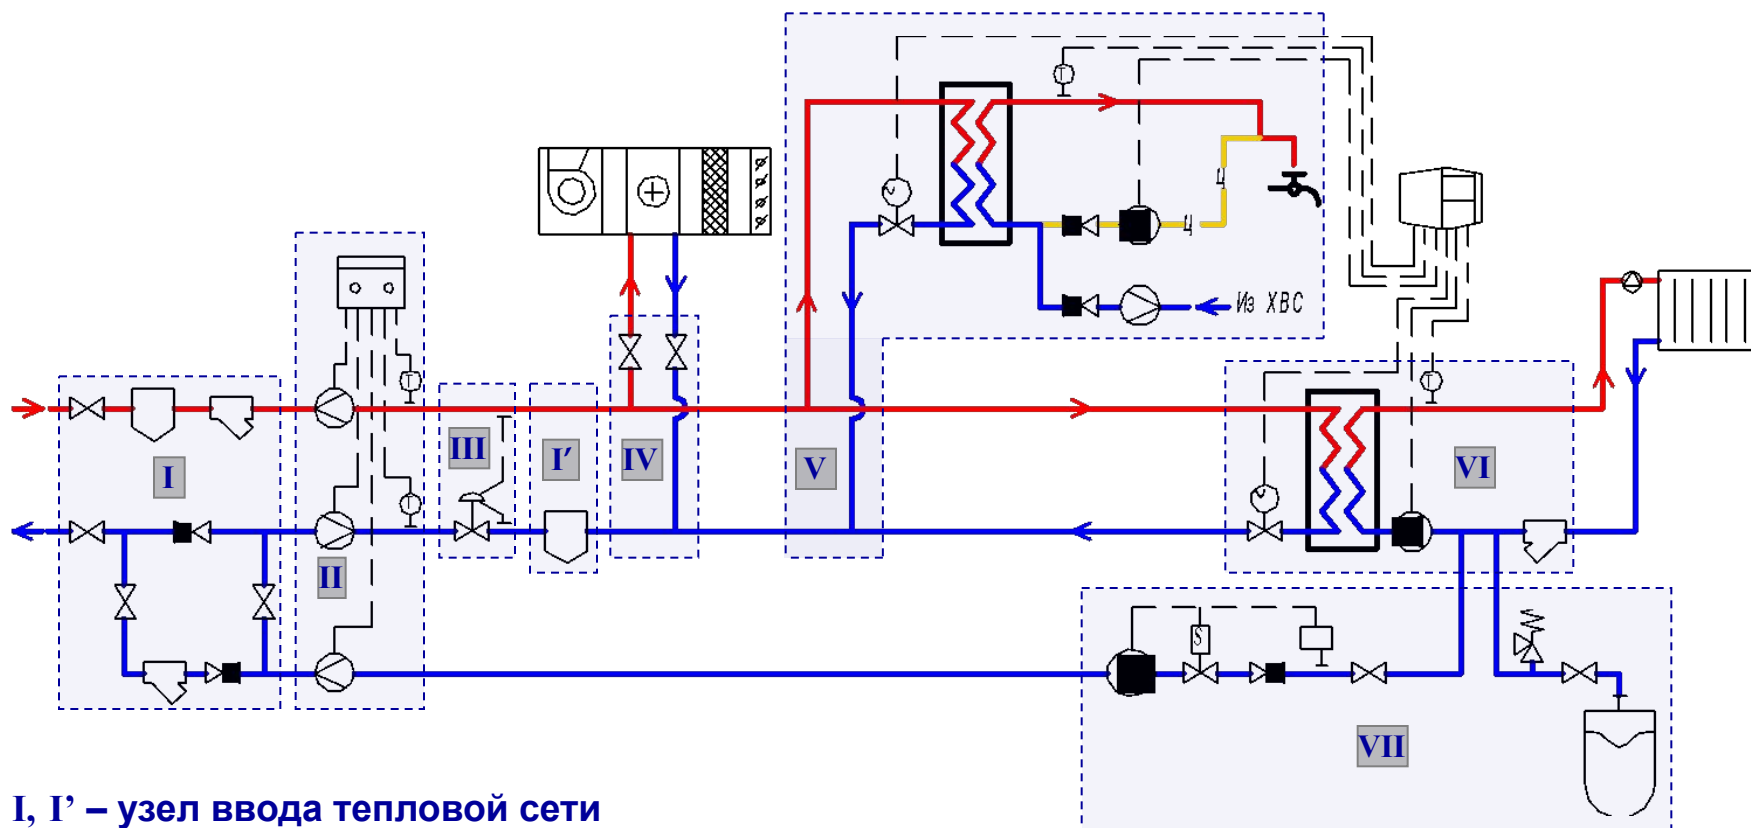 Ц
Ц
Из ХВС
T
T
T
T
S
I
II
III
I′
IV
V
VI
VII
I, I’ – узел ввода тепловой сети